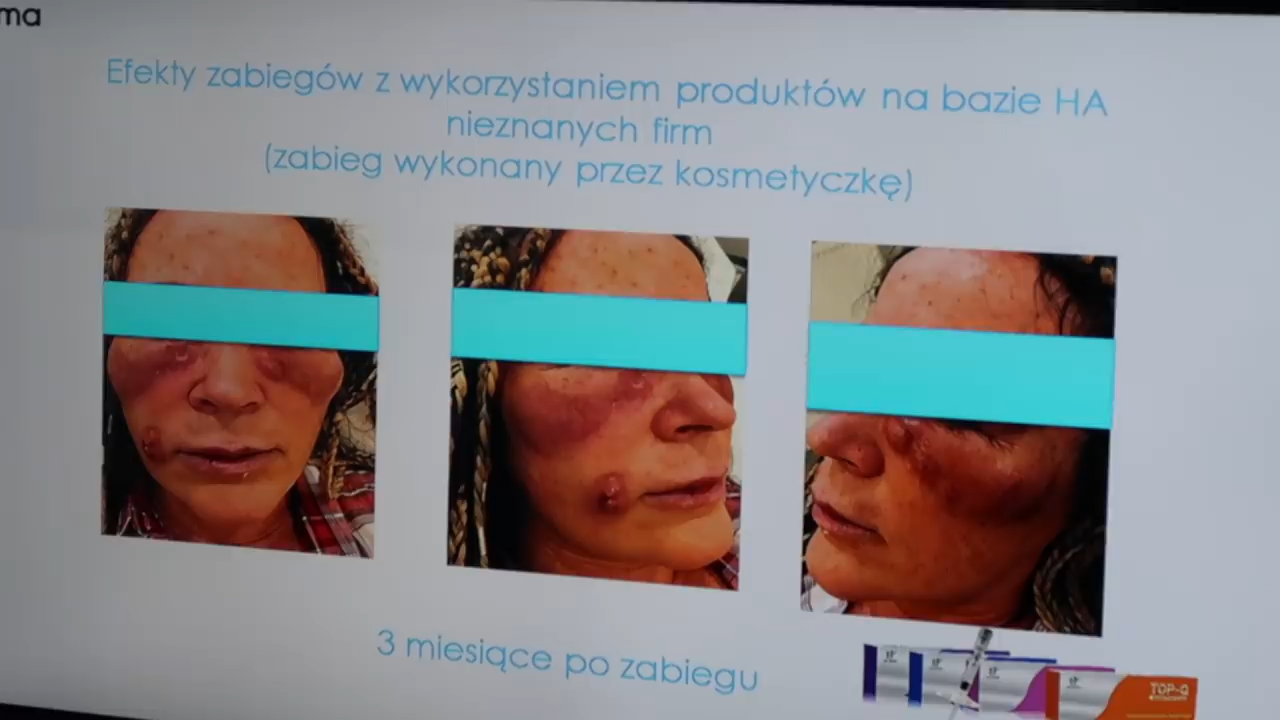 ma
Efekty zabiegów z wykorzystaniem produktów na bazie HA
nieznanych firm
(zabieg wykonany przez kosmetyczkę)
3 miesiące po zabiegu
TOP-Q